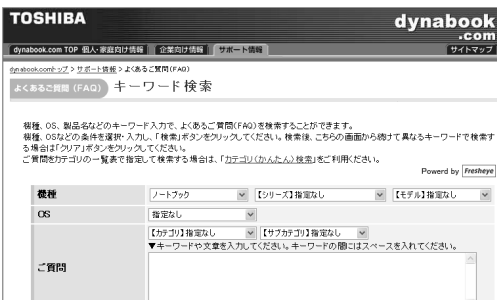 TOSHIBA
dynabook
.com
dynabook.com TOP 個人・家庭向け情報 企業向け情報 サポート情報 サイトマップ
dynabook.comトップ > サポート情報 > よくあるご質問(FAQ)
よくあるご質問 (FAQ) キーワード検索
機種、OS、製品名などのキーワード入力で、よくあるご質問(FAQ)を検索することができます。
機種、OSなどの条件を選択・入力し、「検索」ボタンをクリックしてください。検索後、こちらの画面から続けて異なるキーワードで検索す
る場合は「クリア」ボタンをクリックしてください。
ご質問をカテゴリの一覧表で指定して検索する場合は、「カテゴリ(かんたん)検索」をご利用ください。
Powerd by Fresheye
機種 ノートブック 【シリーズ】指定なし 【モデル】指定なし
OS 指定なし
【カテゴリ】指定なし 【サブカテゴリ】指定なし
▼キーワードや文章を入力してください。キーワードの間にはスペースを入れてください。
ご質問